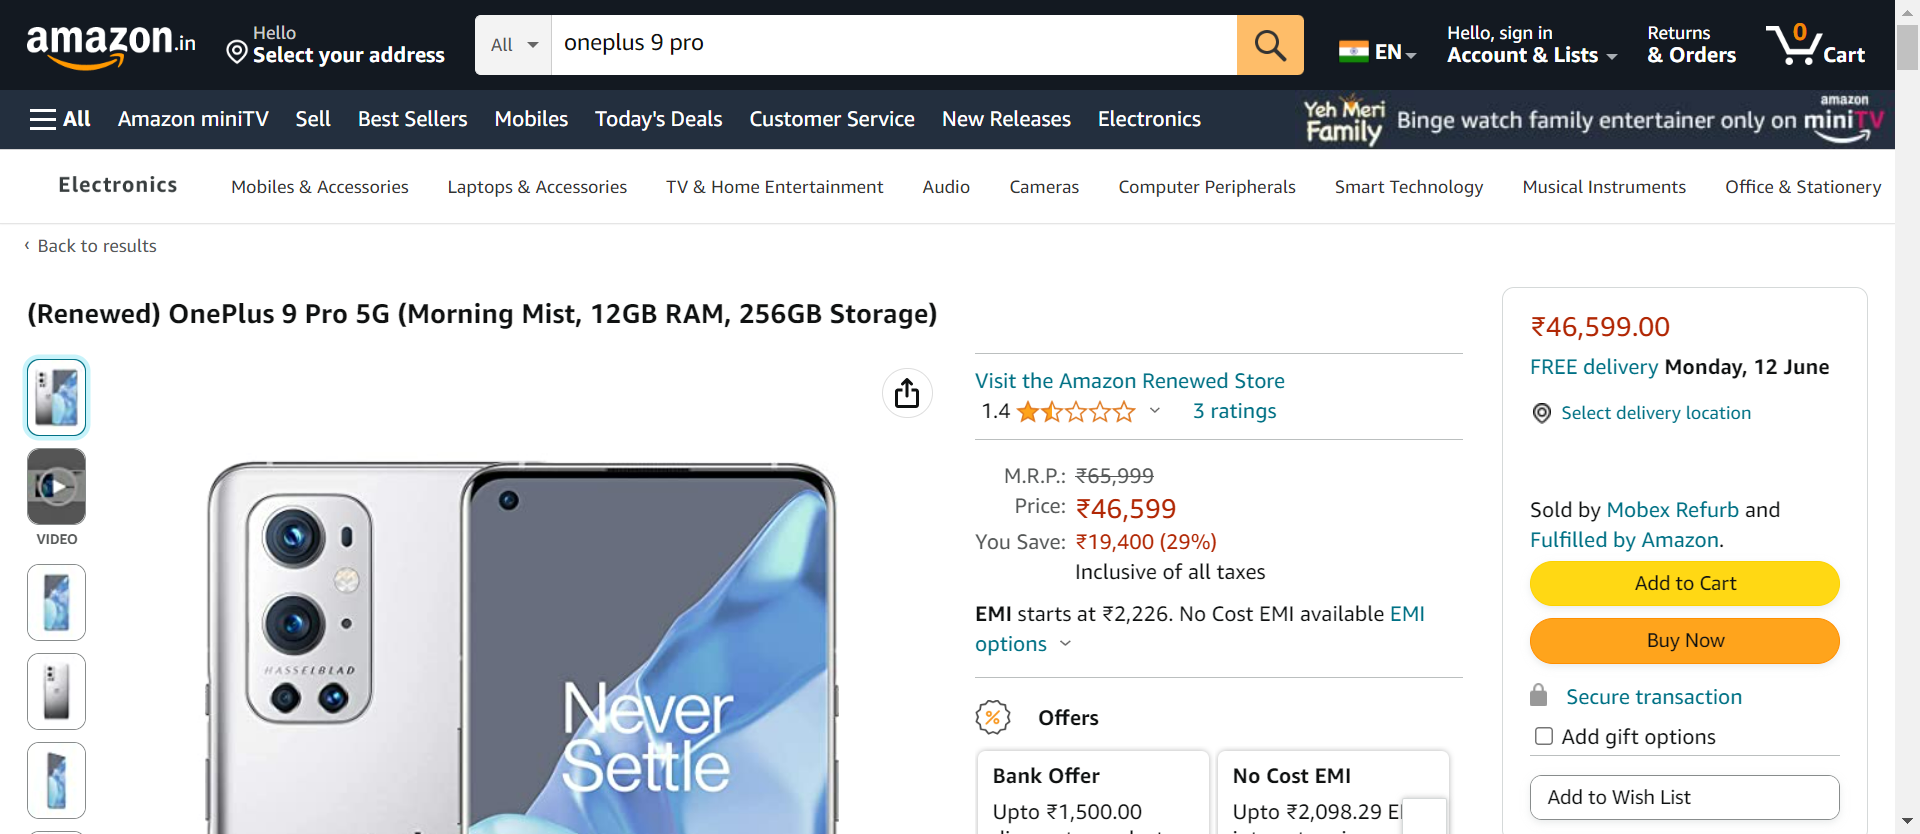 amazon.in
Hello
Select your address
All
oneplus 9 pro
EN
Hello, sign in
Account & Lists
Returns
& Orders
0
Cart
All
Amazon miniTV
Sell
Best Sellers
Mobiles
Today's Deals
Customer Service
New Releases
Electronics
Yeh Meri
Family
Binge watch family entertainer only on
amazon
miniTV
Electronics
Mobiles & Accessories
Laptops & Accessories
TV & Home Entertainment
Audio
Cameras
Computer Peripherals
Smart Technology
Musical Instruments
Office & Stationery
‹ Back to results
(Renewed) OnePlus 9 Pro 5G (Morning Mist, 12GB RAM, 256GB Storage)
VIDEO
HASSELBLAD
Never
Settle
Visit the Amazon Renewed Store
1.4
3 ratings
M.R.P.: ₹65,999
Price: ₹46,599
You Save: ₹19,400 (29%)
Inclusive of all taxes
EMI starts at ₹2,226. No Cost EMI available EMI
options
%
Offers
Bank Offer
Upto ₹1,500.00
No Cost EMI
Upto ₹2,098.29
₹46,599.00
FREE delivery Monday, 12 June
Select delivery location
Sold by Mobex Refurb and
Fulfilled by Amazon.
Add to Cart
Buy Now
Secure transaction
Add gift options
Add to Wish List